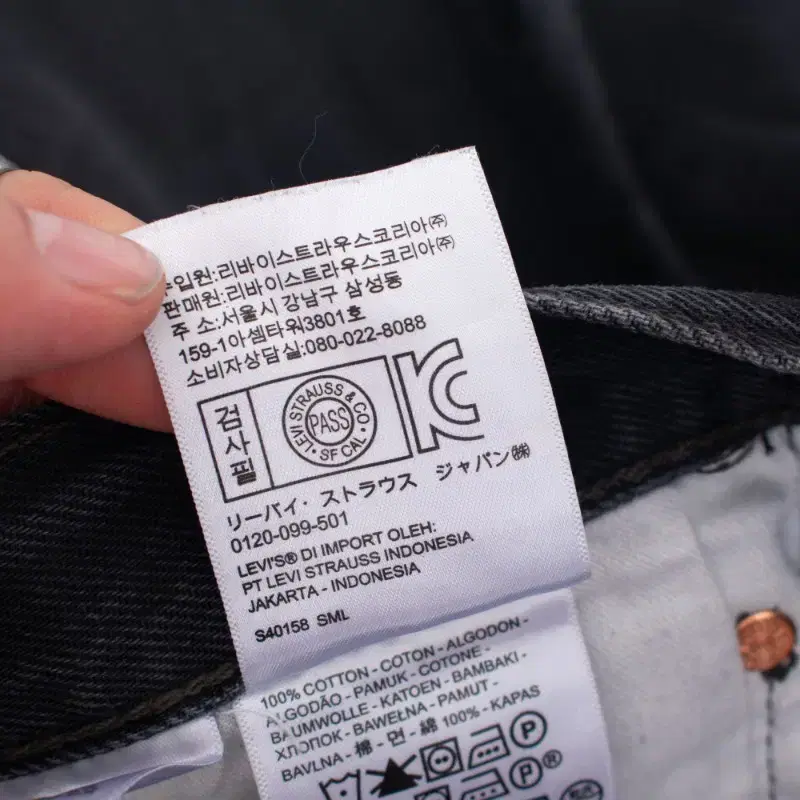 수입원:리바이스트라우스코리아㈜
판매원:리바이스트라우스코리아㈜
주 소:서울시 강남구 삼성동
159-1아셈타워3801호
소비자상담실:080-022-8088
검사필
LEVI STRAUSS & CO.
PASS
SF CAL
KC
リーバイ・ストラウス ジャパン㈱
0120-099-501
LEVI'S® DI IMPORT OLEH:
PT LEVI STRAUSS INDONESIA
JAKARTA - INDONESIA
S40158 SML
100% COTTON - COTON - ALGODON -
ALGODÃO - PAMUK - COTONE -
BAUMWOLLE - KATOEN - BAMBAKI -
ХЛОПОК - BAWEŁNA - PAMUT -
BAVLNA - 棉 - 면 - 綿 100% - KAPAS
P
P®